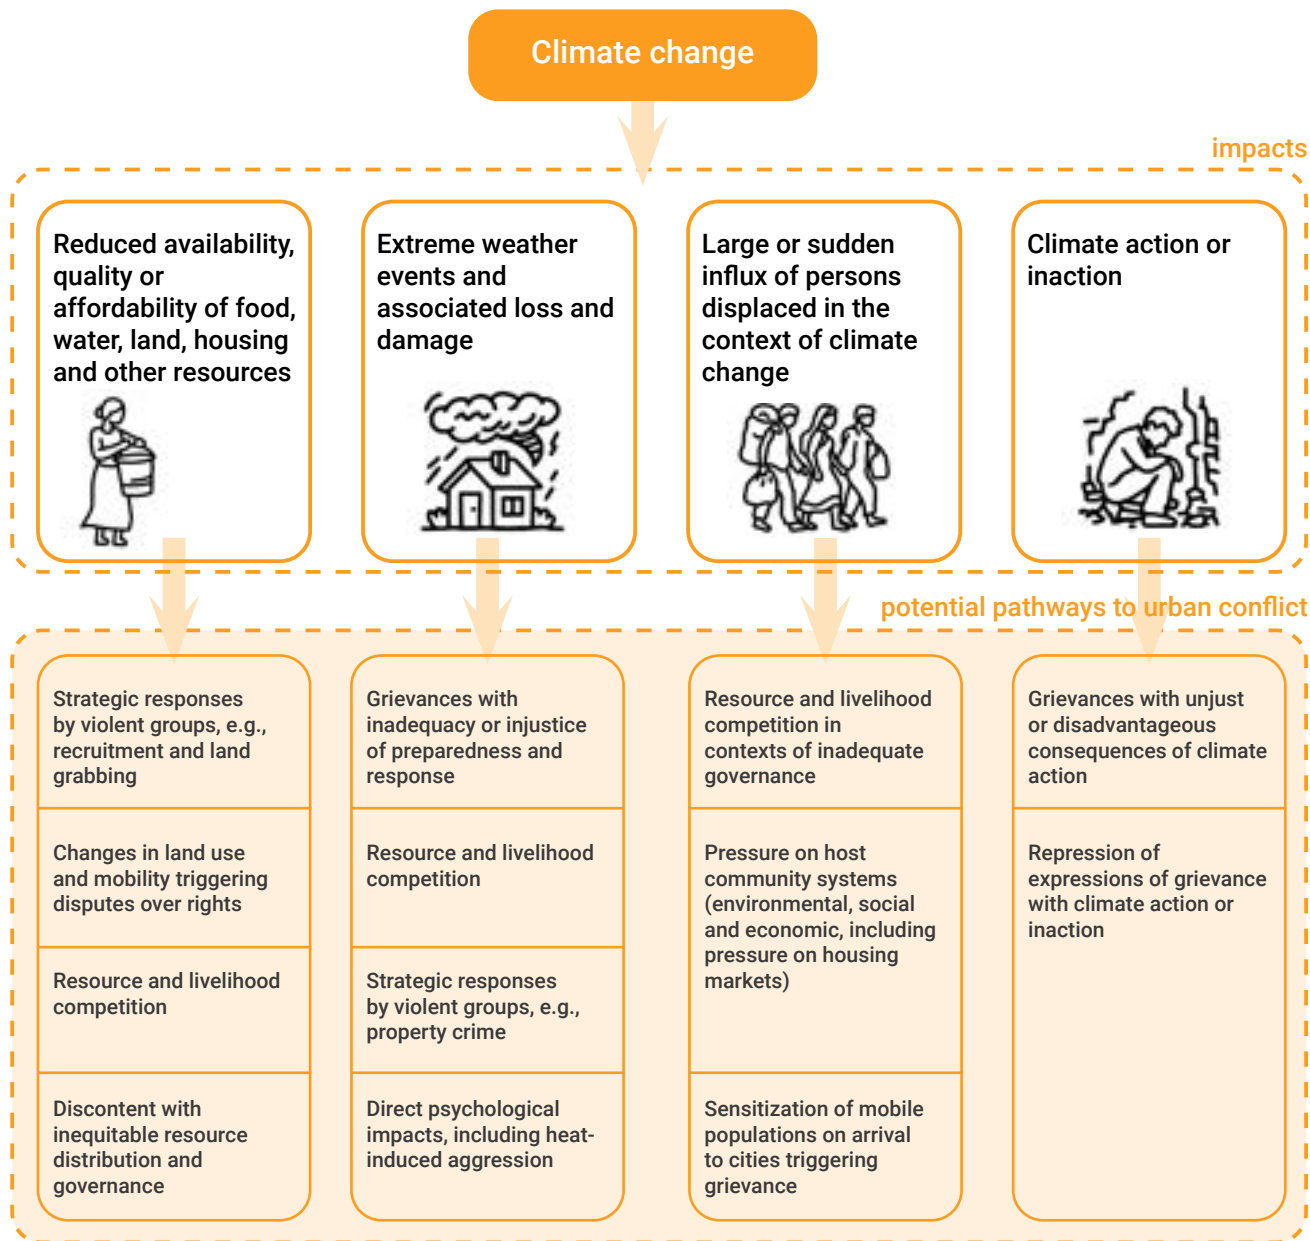 Climate change
impacts
Reduced availability,
quality or
affordability of food,
water, land, housing
and other resources
Extreme weather
events and
associated loss and
damage
Large or sudden
influx of persons
displaced in the
context of climate
change
Climate action or
inaction
potential pathways to urban conflict
Strategic responses
by violent groups, e.g.,
recruitment and land
grabbing
Changes in land use
and mobility triggering
disputes over rights
Resource and livelihood
competition
Discontent with
inequitable resource
distribution and
governance
Grievances with
inadequacy or injustice
of preparedness and
response
Resource and livelihood
competition
Strategic responses
by violent groups, e.g.,
property crime
Direct psychological
impacts, including heat-
induced aggression
Resource and livelihood
competition in
contexts of inadequate
governance
Pressure on host
community systems
(environmental, social
and economic, including
pressure on housing
markets)
Sensitization of mobile
populations on arrival
to cities triggering
grievance
Grievances with unjust
or disadvantageous
consequences of climate
action
Repression of
expressions of grievance
with climate action or
inaction